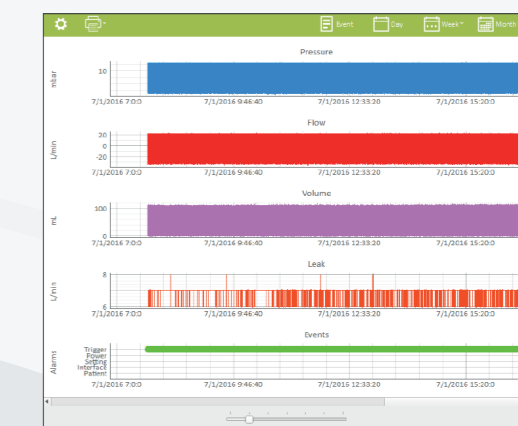 Event Day Week Month
Pressure
mbar
10
7/1/2016 7:0:0 7/1/2016 9:46:40 7/1/2016 12:33:20 7/1/2016 15:20:0
Flow
L/min
20
0
-20
7/1/2016 7:0:0 7/1/2016 9:46:40 7/1/2016 12:33:20 7/1/2016 15:20:0
Volume
mL
100
0
7/1/2016 7:0:0 7/1/2016 9:46:40 7/1/2016 12:33:20 7/1/2016 15:20:0
Leak
L/min
8
6
7/1/2016 7:0:0 7/1/2016 9:46:40 7/1/2016 12:33:20 7/1/2016 15:20:0
Events
Alarms
Trigger
Power
Setting
Interface
Patient
7/1/2016 7:0:0 7/1/2016 9:46:40 7/1/2016 12:33:20 7/1/2016 15:20:0